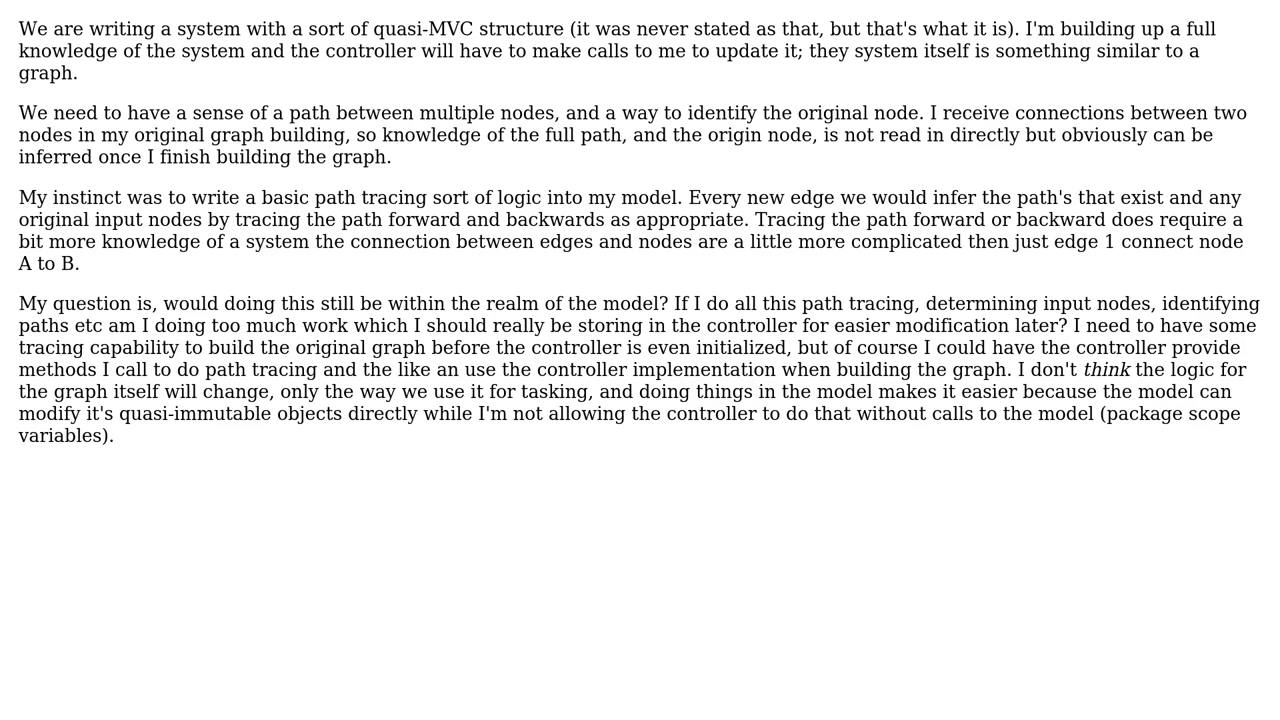 We are writing a system with a sort of quasi-MVC structure (it was never stated as that, but that's what it is). I'm building up a full
knowledge of the system and the controller will have to make calls to me to update it; they system itself is something similar to a
graph.
We need to have a sense of a path between multiple nodes, and a way to identify the original node. I receive connections between two
nodes in my original graph building, so knowledge of the full path, and the origin node, is not read in directly but obviously can be
inferred once I finish building the graph.
My instinct was to write a basic path tracing sort of logic into my model. Every new edge we would infer the path's that exist and any
original input nodes by tracing the path forward and backwards as appropriate. Tracing the path forward or backward does require a
bit more knowledge of a system the connection between edges and nodes are a little more complicated then just edge 1 connect node
A to B.
My question is, would doing this still be within the realm of the model? If I do all this path tracing, determining input nodes, identifying
paths etc am I doing too much work which I should really be storing in the controller for easier modification later? I need to have some
tracing capability to build the original graph before the controller is even initialized, but of course I could have the controller provide
methods I call to do path tracing and the like an use the controller implementation when building the graph. I don't think the logic for
the graph itself will change, only the way we use it for tasking, and doing things in the model makes it easier because the model can
modify it's quasi-immutable objects directly while I'm not allowing the controller to do that without calls to the model (package scope
variables).